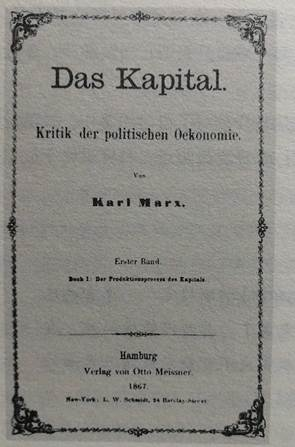 Das Kapital.
Kritik der politischen Oekonomie.
Von
Karl Marx.
Erster Band.
Buch I: Der Produktionsprocess des Kapitals.
Hamburg
Verlag von Otto Meissner.
1867.
New-York: L. W. Schmidt, 24 Barclay-Street.